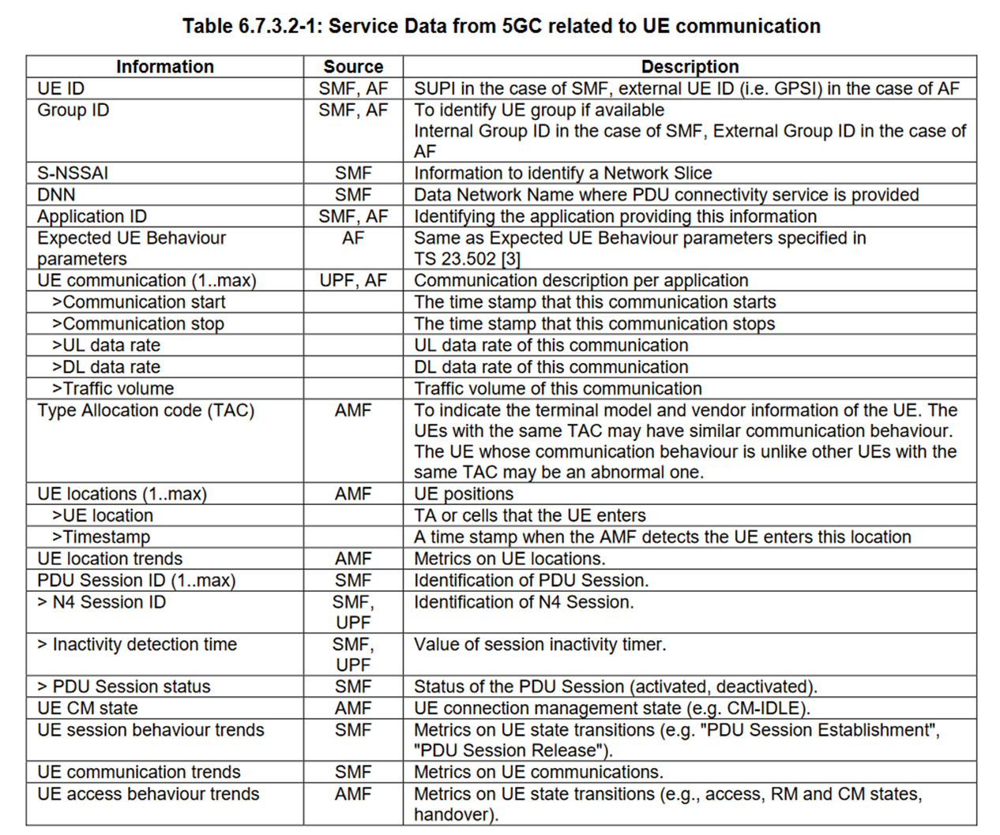 Table 6.7.3.2-1: Service Data from 5GC related to UE communication
Information Source Description
UE ID SMF, AF SUPI in the case of SMF, external UE ID (i.e. GPSI) in the case of AF
Group ID SMF, AF To identify UE group if available
Internal Group ID in the case of SMF, External Group ID in the case of
AF
S-NSSAI SMF Information to identify a Network Slice
DNN SMF Data Network Name where PDU connectivity service is provided
Application ID SMF, AF Identifying the application providing this information
Expected UE Behaviour AF Same as Expected UE Behaviour parameters specified in
parameters TS 23.502 [3]
UE communication (1..max) UPF, AF Communication description per application
>Communication start The time stamp that this communication starts
>Communication stop The time stamp that this communication stops
>UL data rate UL data rate of this communication
>DL data rate DL data rate of this communication
>Traffic volume Traffic volume of this communication
Type Allocation code (TAC) AMF To indicate the terminal model and vendor information of the UE. The
UEs with the same TAC may have similar communication behaviour.
The UE whose communication behaviour is unlike other UEs with the
same TAC may be an abnormal one.
UE locations (1..max) AMF UE positions
>UE location TA or cells that the UE enters
>Timestamp A time stamp when the AMF detects the UE enters this location
UE location trends AMF Metrics on UE locations.
PDU Session ID (1..max) SMF Identification of PDU Session.
> N4 Session ID SMF, Identification of N4 Session.
UPF
> Inactivity detection time SMF, Value of session inactivity timer.
UPF
> PDU Session status SMF Status of the PDU Session (activated, deactivated).
UE CM state AMF UE connection management state (e.g. CM-IDLE).
UE session behaviour trends SMF Metrics on UE state transitions (e.g. "PDU Session Establishment",
"PDU Session Release").
UE communication trends SMF Metrics on UE communications.
UE access behaviour trends AMF Metrics on UE state transitions (e.g., access, RM and CM states,
handover).